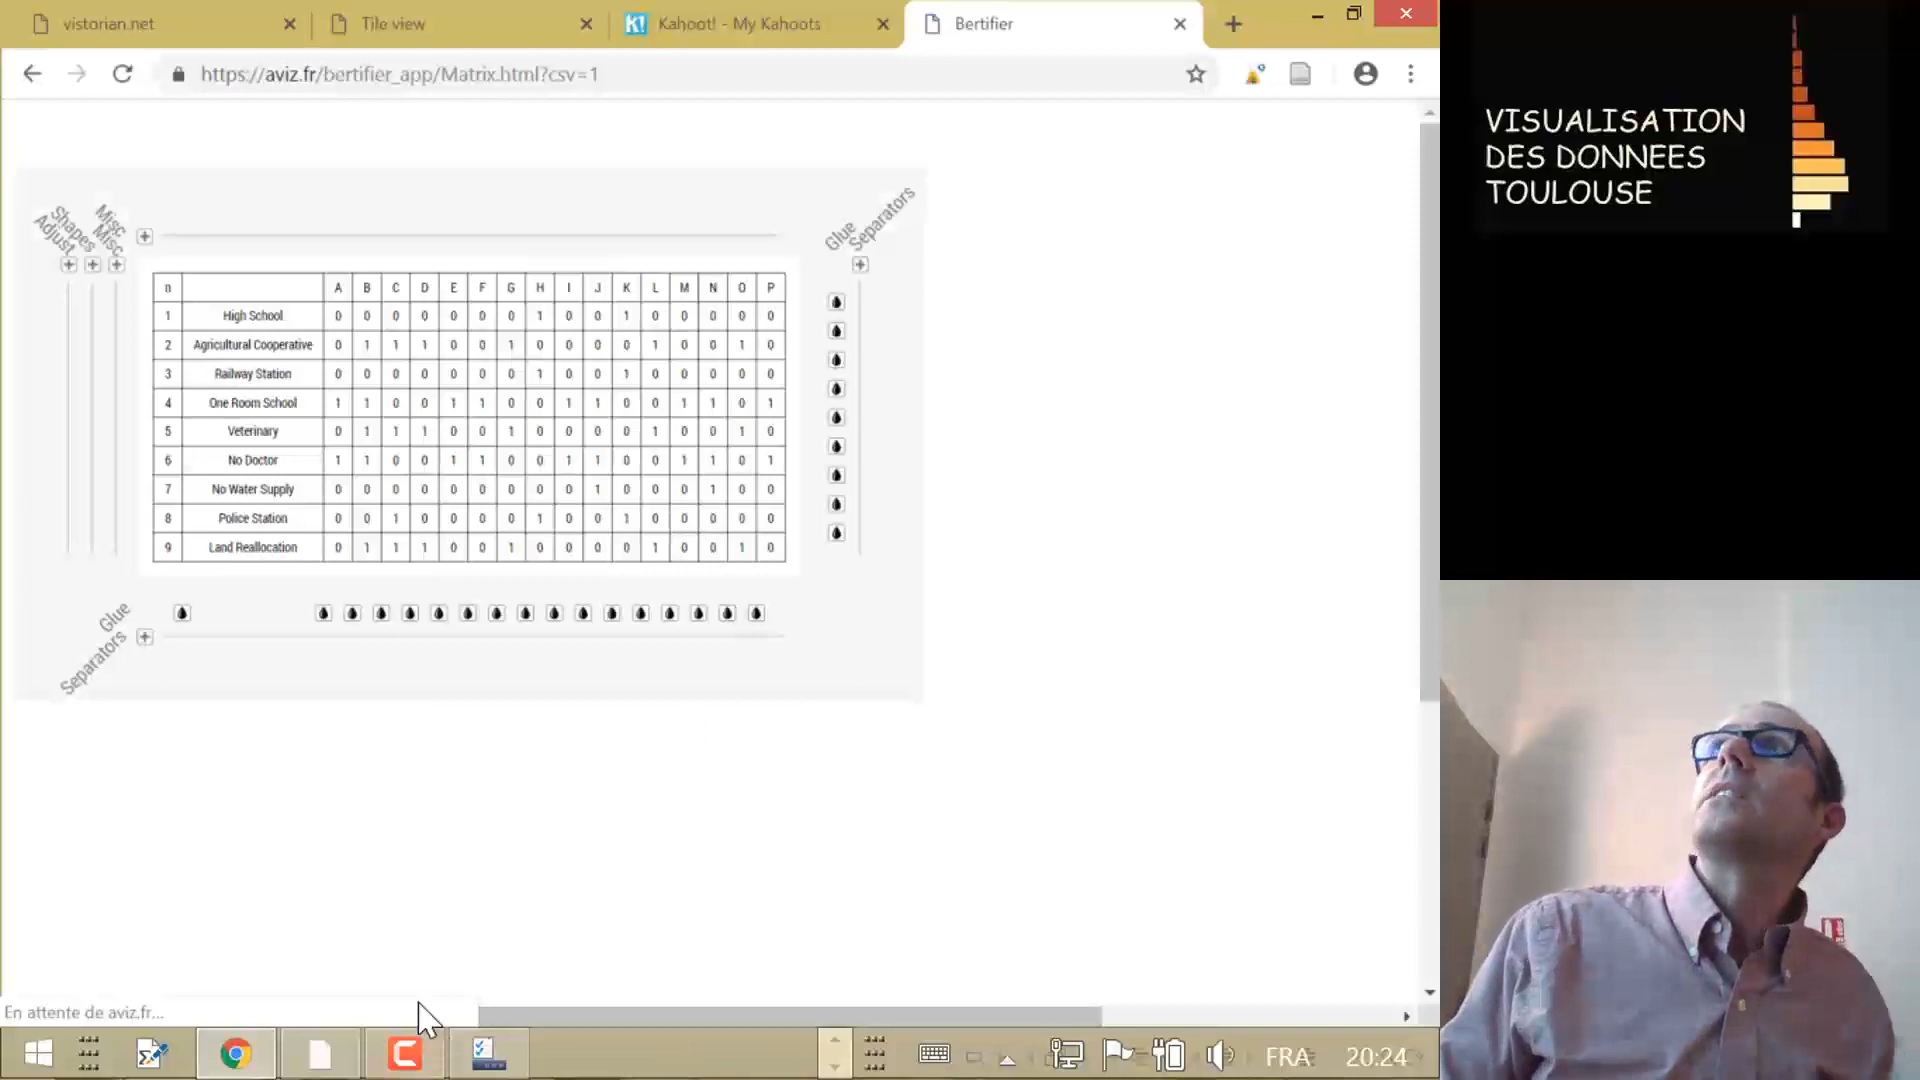 vistorian.net
Tile view
K! Kahoot! - My Kahoots
Bertifier
https://aviz.fr/bertifier_app/Matrix.html?csv=1
Adjust
Shapes
Misc
Misc
Glue
Separators
n A B C D E F G H I J K L M N O P
1 High School 0 0 0 0 0 0 0 1 0 0 1 0 0 0 0 0
2 Agricultural Cooperative 0 1 1 1 0 0 1 0 0 0 0 1 0 0 1 0
3 Railway Station 0 0 0 0 0 0 0 1 0 0 1 0 0 0 0 0
4 One Room School 1 1 0 0 1 1 0 0 1 1 0 0 1 1 0 1
5 Veterinary 0 1 1 1 0 0 1 0 0 0 0 1 0 0 1 0
6 No Doctor 1 1 0 0 1 1 0 0 1 1 0 0 1 1 0 1
7 No Water Supply 0 0 0 0 0 0 0 0 0 1 0 0 0 1 0 0
8 Police Station 0 0 1 0 0 0 0 1 0 0 1 0 0 0 0 0
9 Land Reallocation 0 1 1 1 0 0 1 0 0 0 0 1 0 0 1 0
Glue
Separators
En attente de aviz.fr...
FRA
20:24
VISUALISATION
DES DONNEES
TOULOUSE